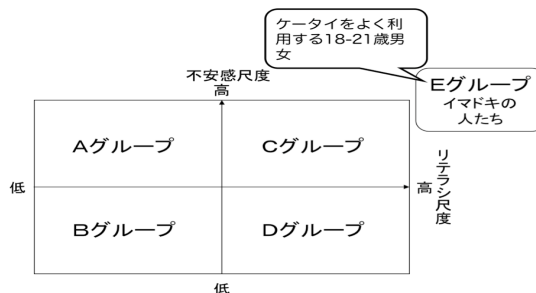 ケータイをよく利
用する18-21歳男
女
Eグループ
イマドキの
人たち
不安感尺度
高
Aグループ
Cグループ
低
高
リテラシ尺度
Bグループ
Dグループ
低